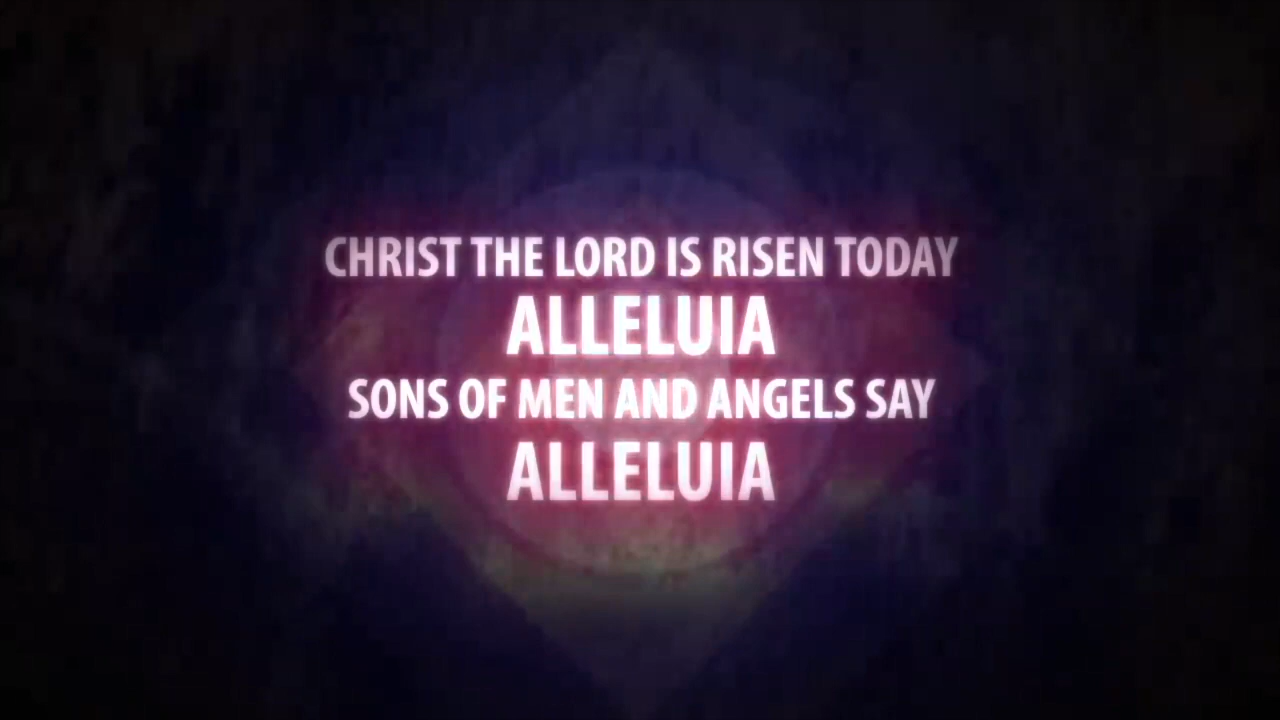 CHRIST THE LORD IS RISEN TODAY
ALLELUIA
SONS OF MEN AND ANGELS SAY
ALLELUIA